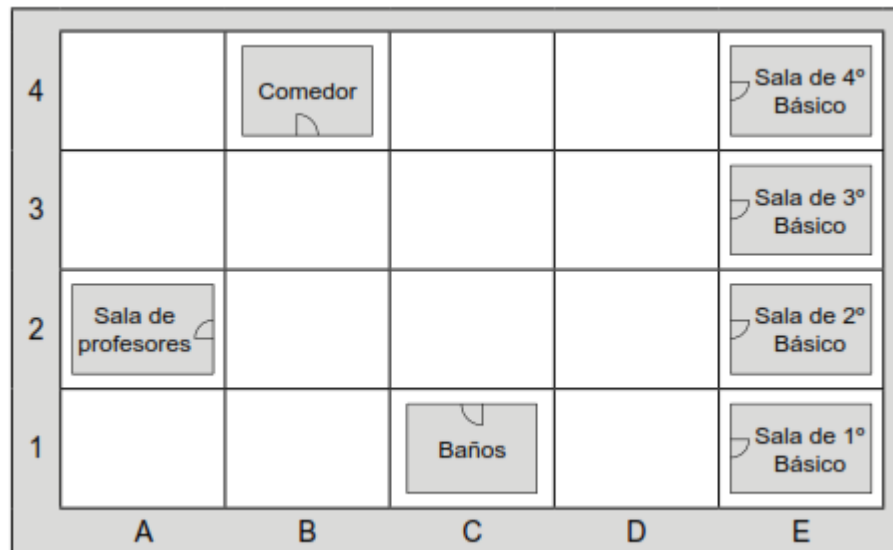 4
Comedor
Sala de 4º
Básico
3
Sala de 3º
Básico
2
Sala de
profesores
Sala de 2º
Básico
1
Baños
Sala de 1º
Básico
A B C D E